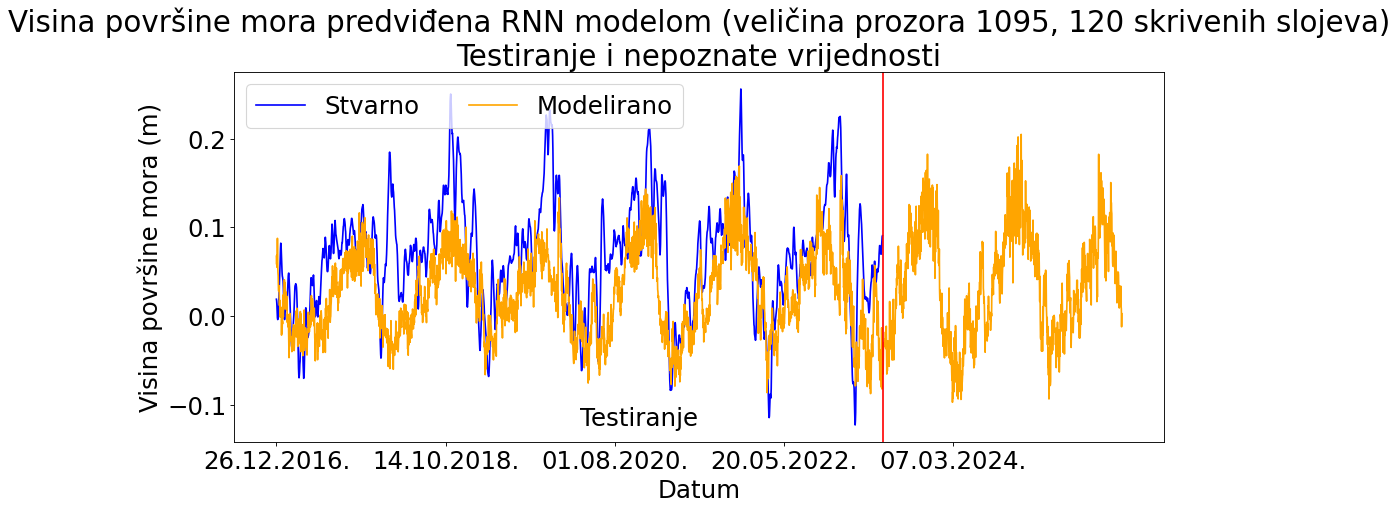 Visina površine mora predviđena RNN modelom (veličina prozora 1095, 120 skrivenih slojeva)
Testiranje i nepoznate vrijednosti
Stvarno
Modelirano
Visina površine mora (m)
0.2
0.1
0.0
−0.1
Testiranje
26.12.2016.
14.10.2018.
01.08.2020.
20.05.2022.
07.03.2024.
Datum